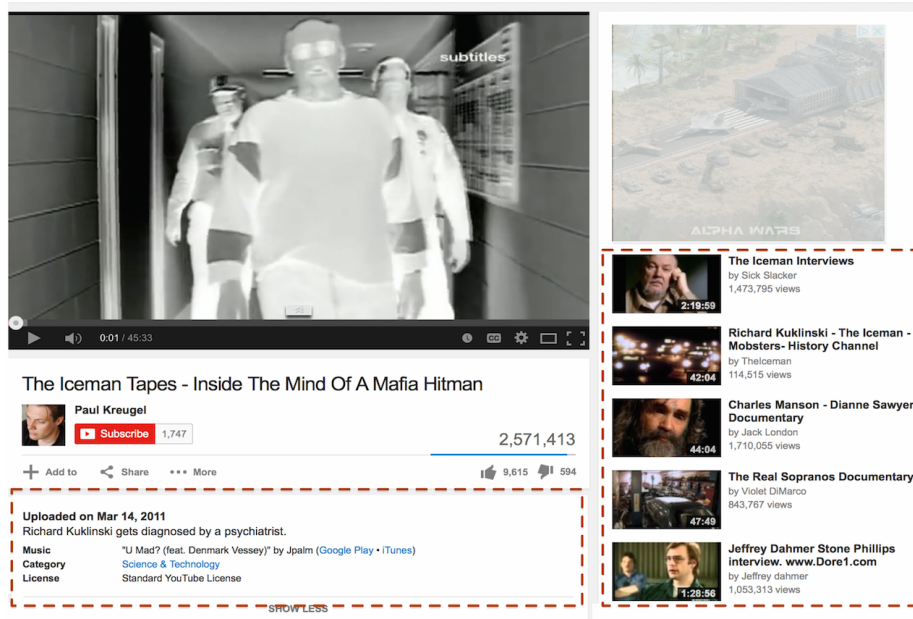 subtitles
0:01 / 45:33
CC
The Iceman Tapes - Inside The Mind Of A Mafia Hitman
Paul Kreugel
Subscribe 1,747
2,571,413
Add to Share More
9,615 594
Uploaded on Mar 14, 2011
Richard Kuklinski gets diagnosed by a psychiatrist.
Music "U Mad? (feat. Denmark Vessey)" by Jpalm (Google Play • iTunes)
Category Science & Technology
License Standard YouTube License
SHOW LESS
ALPHA WARS
The Iceman Interviews
by Sick Slacker
1,473,795 views
2:19:59
Richard Kuklinski - The Iceman -
Mobsters- History Channel
by TheIceman
114,515 views
42:04
Charles Manson - Dianne Sawyer
Documentary
by Jack London
1,710,055 views
44:04
The Real Sopranos Documentary
by Violet DiMarco
843,767 views
47:49
Jeffrey Dahmer Stone Phillips
interview. www.Dore1.com
by Jeffrey dahmer
1,053,313 views
1:28:56